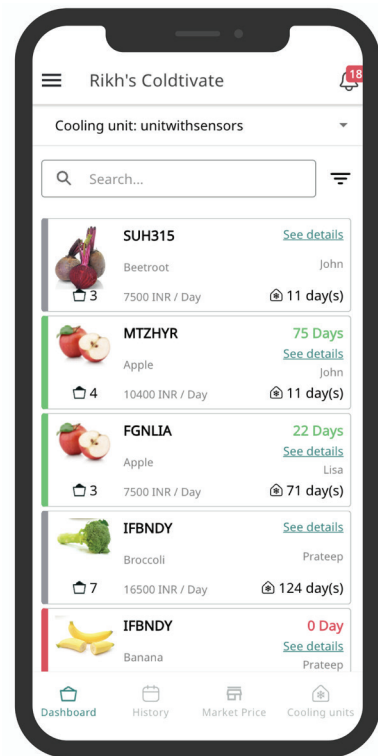 Rikh's Coldtivate
18
Cooling unit: unitwithsensors
Search...
SUH315
See details
Beetroot
John
3
7500 INR / Day
11 day(s)
MTZHYR
75 Days
See details
Apple
John
4
10400 INR / Day
11 day(s)
FGNLIA
22 Days
See details
Apple
Lisa
3
7500 INR / Day
71 day(s)
IFBNDY
See details
Broccoli
Prateep
7
16500 INR / Day
124 day(s)
IFBNDY
0 Day
See details
Banana
Prateep
Dashboard
History
Market Price
Cooling units